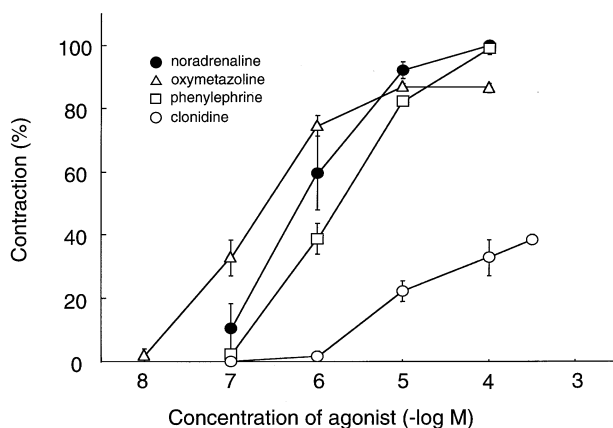 100
80
60
40
20
0
Contraction (%)
noradrenaline
oxymetazoline
phenylephrine
clonidine
8 7 6 5 4 3
Concentration of agonist (-log M)